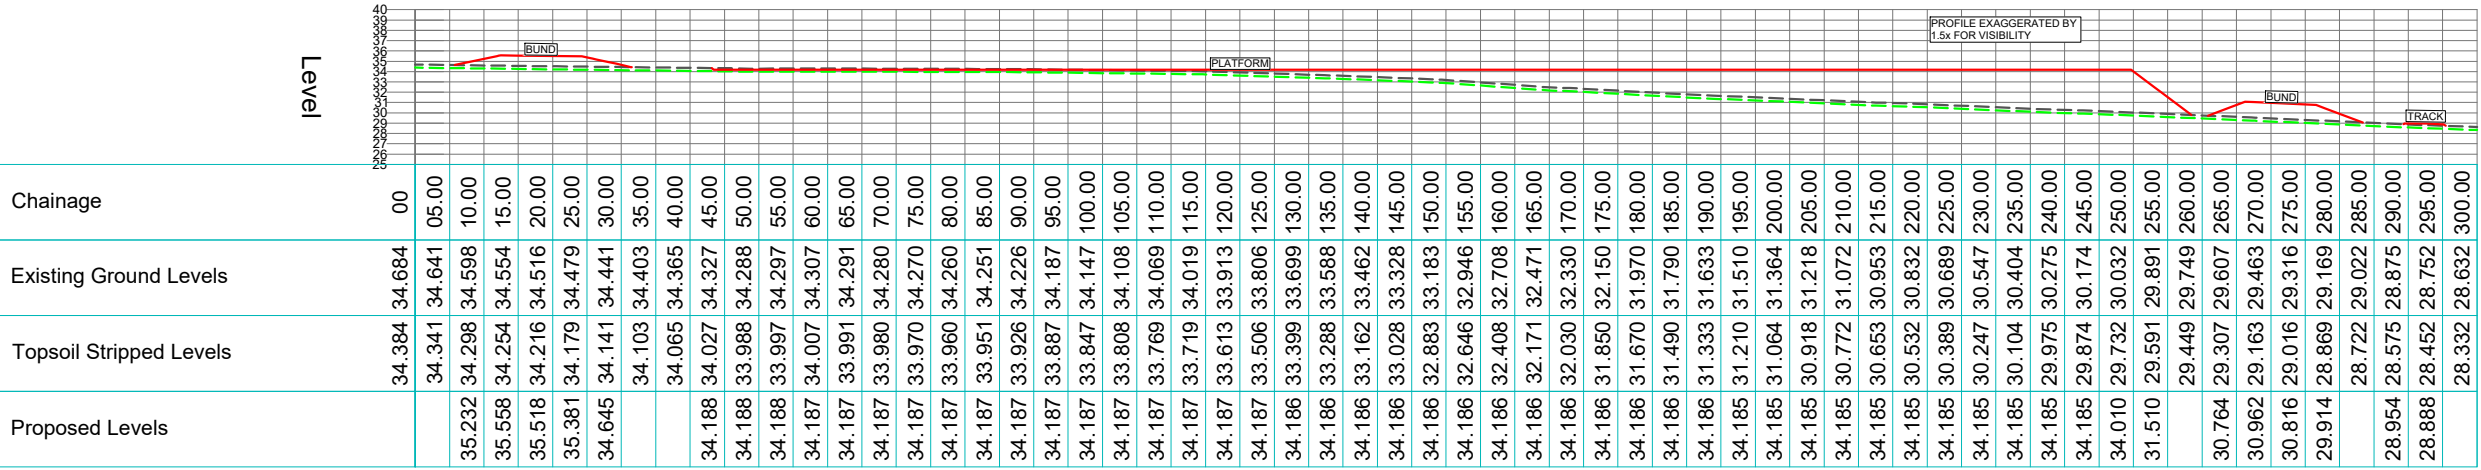 40
39
38
37
36
35
34
33
32
31
30
29
28
27
26
25
Level
BUND
PLATFORM
PROFILE EXAGGERATED BY
1.5x FOR VISIBILITY
BUND
TRACK
Chainage 00 05.00 10.00 15.00 20.00 25.00 30.00 35.00 40.00 45.00 50.00 55.00 60.00 65.00 70.00 75.00 80.00 85.00 90.00 95.00 100.00 105.00 110.00 115.00 120.00 125.00 130.00 135.00 140.00 145.00 150.00 155.00 160.00 165.00 170.00 175.00 180.00 185.00 190.00 195.00 200.00 205.00 210.00 215.00 220.00 225.00 230.00 235.00 240.00 245.00 250.00 255.00 260.00 265.00 270.00 275.00 280.00 285.00 290.00 295.00 300.00
Existing Ground Levels 34.684 34.641 34.598 34.554 34.516 34.479 34.441 34.403 34.365 34.327 34.288 34.297 34.307 34.291 34.280 34.270 34.260 34.251 34.226 34.187 34.147 34.108 34.069 34.019 33.913 33.806 33.699 33.588 33.462 33.328 33.183 32.946 32.708 32.471 32.330 32.150 31.970 31.790 31.633 31.510 31.364 31.218 31.072 30.953 30.832 30.689 30.547 30.404 30.275 30.174 30.032 29.891 29.749 29.607 29.463 29.316 29.169 29.022 28.875 28.752 28.632
Topsoil Stripped Levels 34.384 34.341 34.298 34.254 34.216 34.179 34.141 34.103 34.065 34.027 33.988 33.997 34.007 33.991 33.980 33.970 33.960 33.951 33.926 33.887 33.847 33.808 33.769 33.719 33.613 33.506 33.399 33.288 33.162 33.028 32.883 32.646 32.408 32.171 32.030 31.850 31.670 31.490 31.333 31.210 31.064 30.918 30.772 30.653 30.532 30.389 30.247 30.104 29.975 29.874 29.732 29.591 29.449 29.307 29.163 29.016 28.869 28.722 28.575 28.452 28.332
Proposed Levels 35.232 35.558 35.518 35.381 34.645 34.188 34.188 34.188 34.187 34.187 34.187 34.187 34.187 34.187 34.187 34.187 34.187 34.187 34.187 34.187 34.187 34.186 34.186 34.186 34.186 34.186 34.186 34.186 34.186 34.186 34.186 34.186 34.186 34.186 34.185 34.185 34.185 34.185 34.185 34.185 34.185 34.185 34.185 34.185 34.185 34.010 31.510 30.764 30.962 30.816 29.914 28.954 28.888